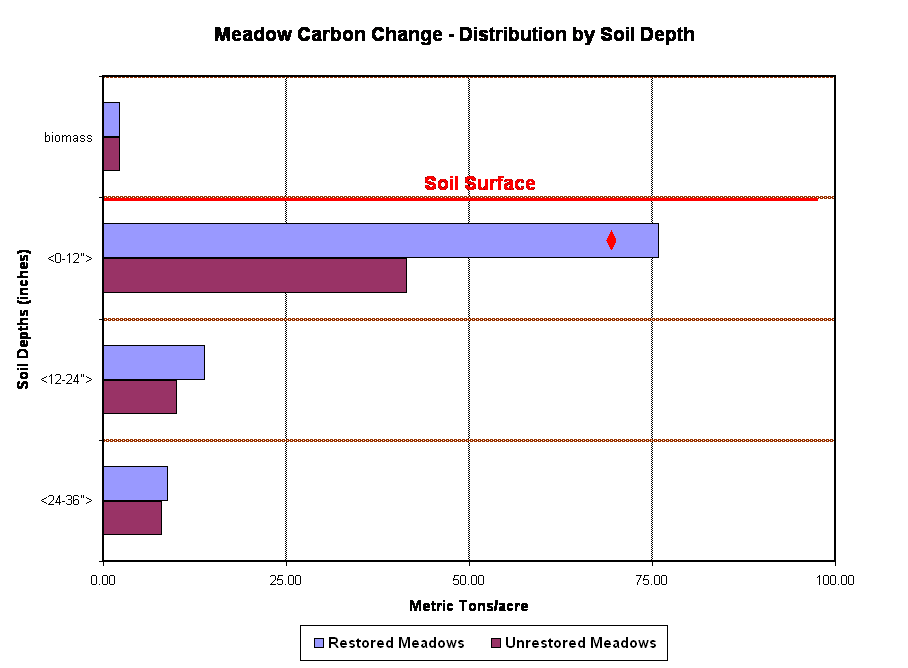 Meadow Carbon Change - Distribution by Soil Depth
biomass
Soil Surface
<0-12">
<12-24">
<24-36">
Soil Depths (inches)
0.00 25.00 50.00 75.00 100.00
Metric Tons/acre
Restored Meadows Unrestored Meadows